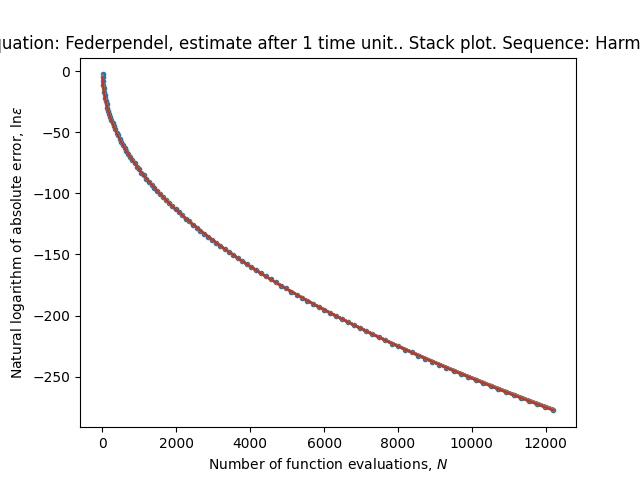 quation: Federpendel, estimate after 1 time unit.. Stack plot. Sequence: Harm
0
−50
−100
−150
−200
−250
Natural logarithm of absolute error, lnε
0 2000 4000 6000 8000 10000 12000
Number of function evaluations, N